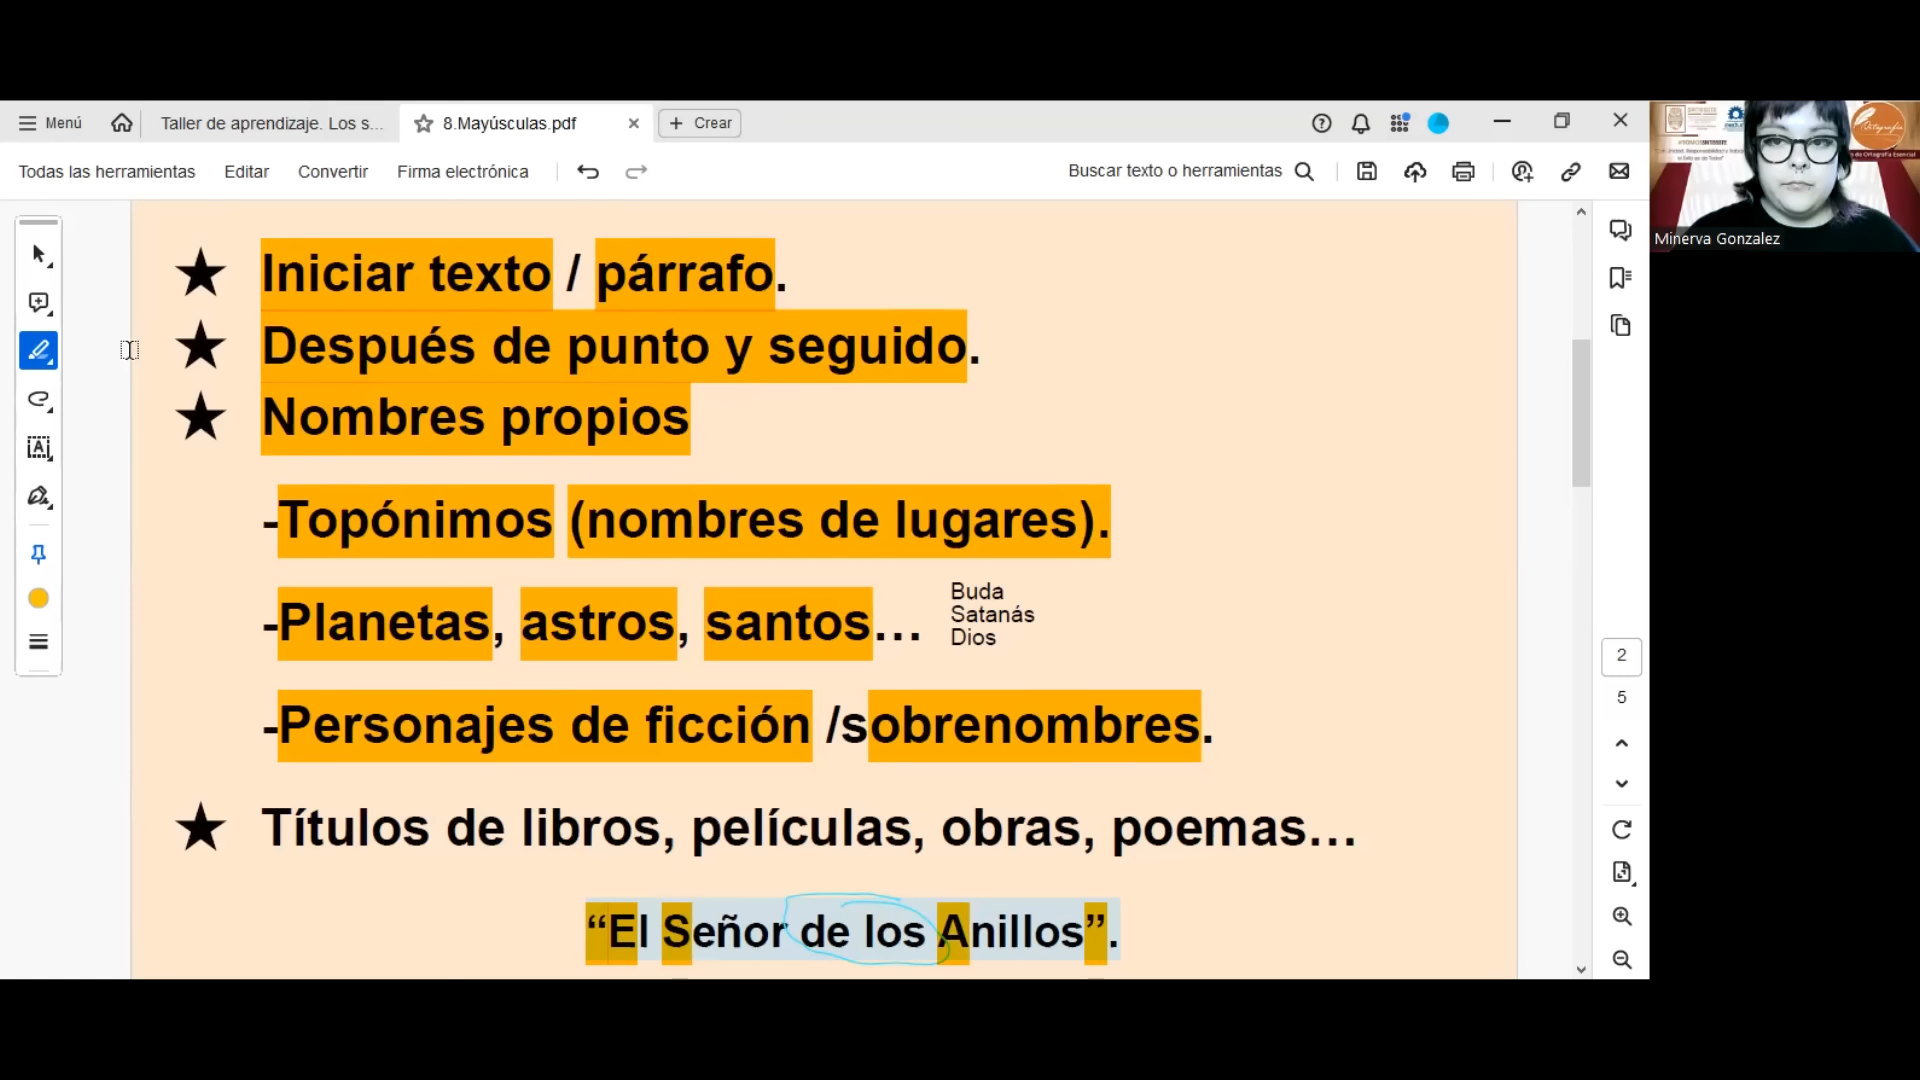 Menú
Taller de aprendizaje. Los s...
8.Mayúsculas.pdf
Crear
Todas las herramientas
Editar
Convertir
Firma electrónica
Buscar texto o herramientas
Minerva Gonzalez
★ Iniciar texto / párrafo.
★ Después de punto y seguido.
★ Nombres propios
-Topónimos (nombres de lugares).
-Planetas, astros, santos…
Buda
Satanás
Dios
-Personajes de ficción /sobrenombres.
★ Títulos de libros, películas, obras, poemas…
“El Señor de los Anillos”.
2
5